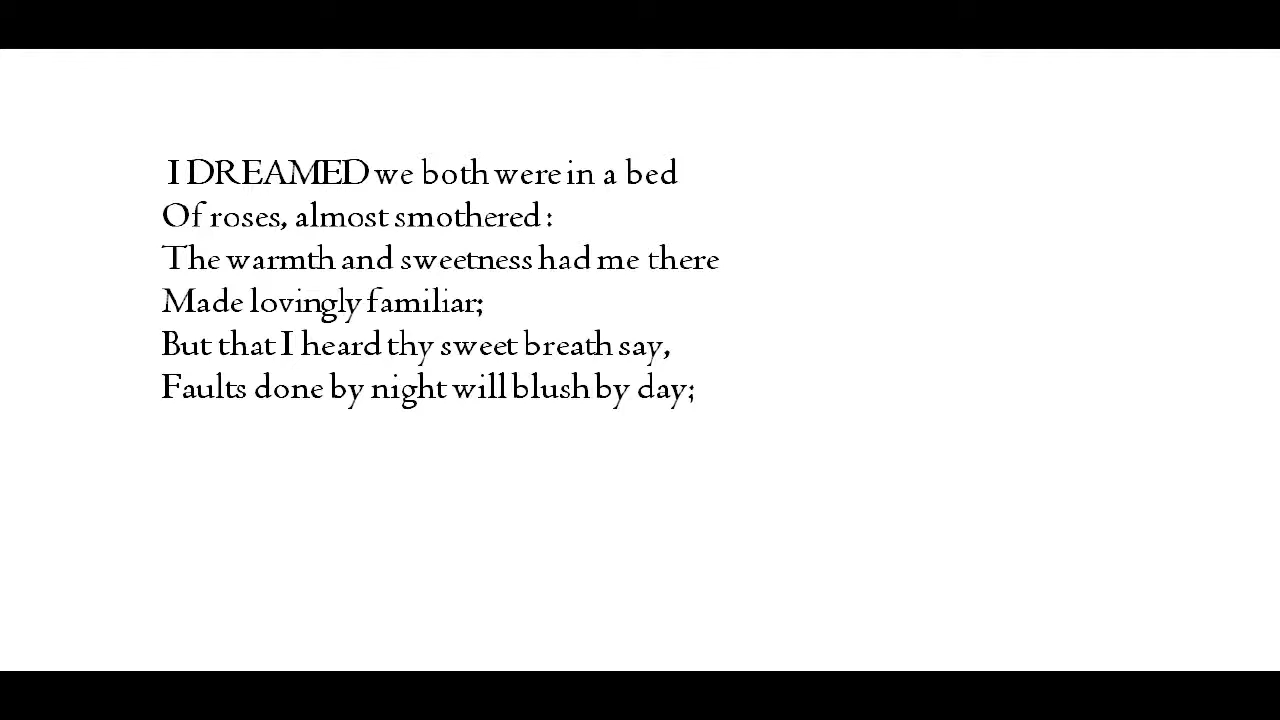 I DREAMED we both were in a bed
Of roses, almost smothered :
The warmth and sweetness had me there
Made lovingly familiar;
But that I heard thy sweet breath say,
Faults done by night will blush by day;